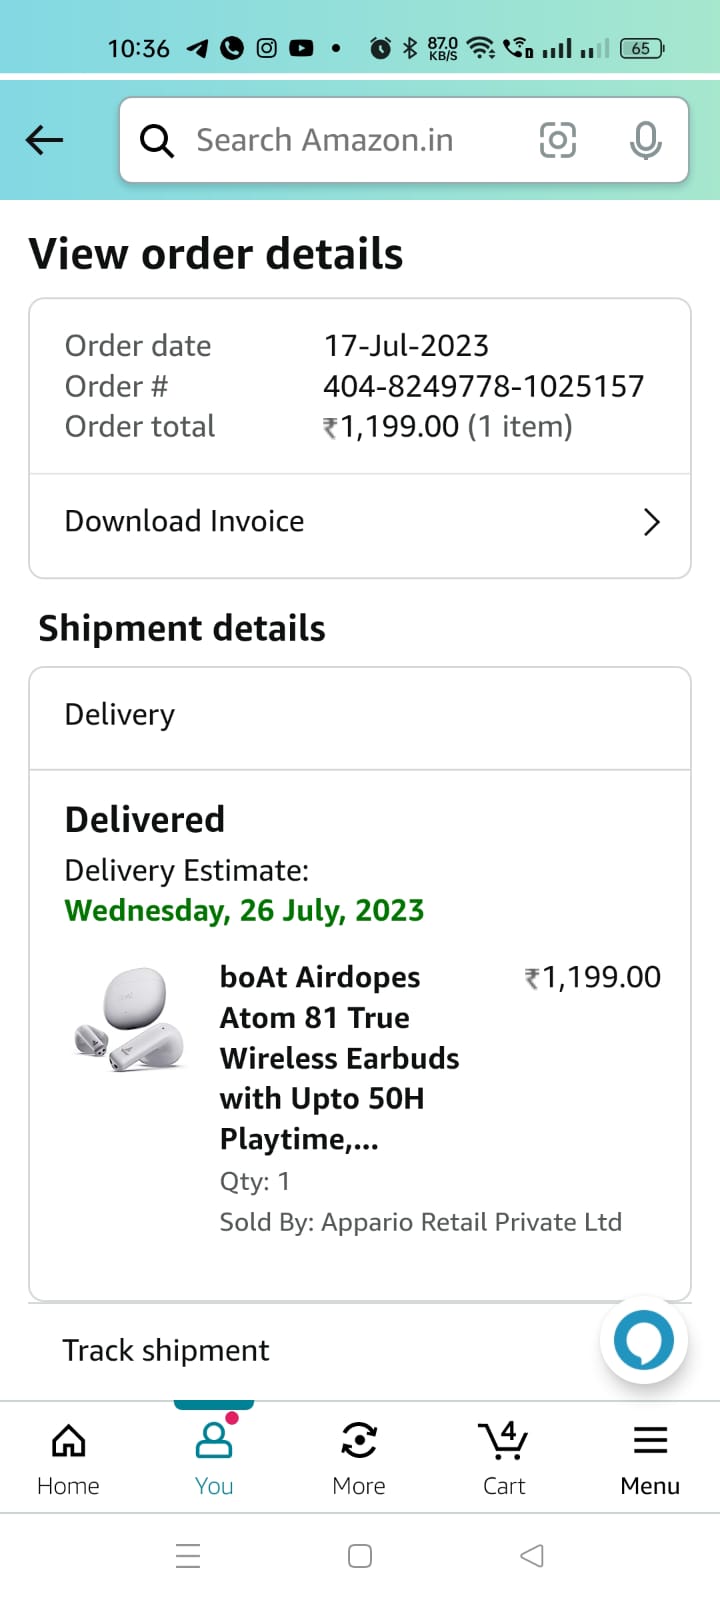 10:36
87.0
KB/S
65
Search Amazon.in
View order details
Order date 17-Jul-2023
Order # 404-8249778-1025157
Order total ₹1,199.00 (1 item)
Download Invoice
Shipment details
Delivery
Delivered
Delivery Estimate:
Wednesday, 26 July, 2023
boAt Airdopes ₹1,199.00
Atom 81 True
Wireless Earbuds
with Upto 50H
Playtime,...
Qty: 1
Sold By: Appario Retail Private Ltd
Track shipment
4
Home You More Cart Menu